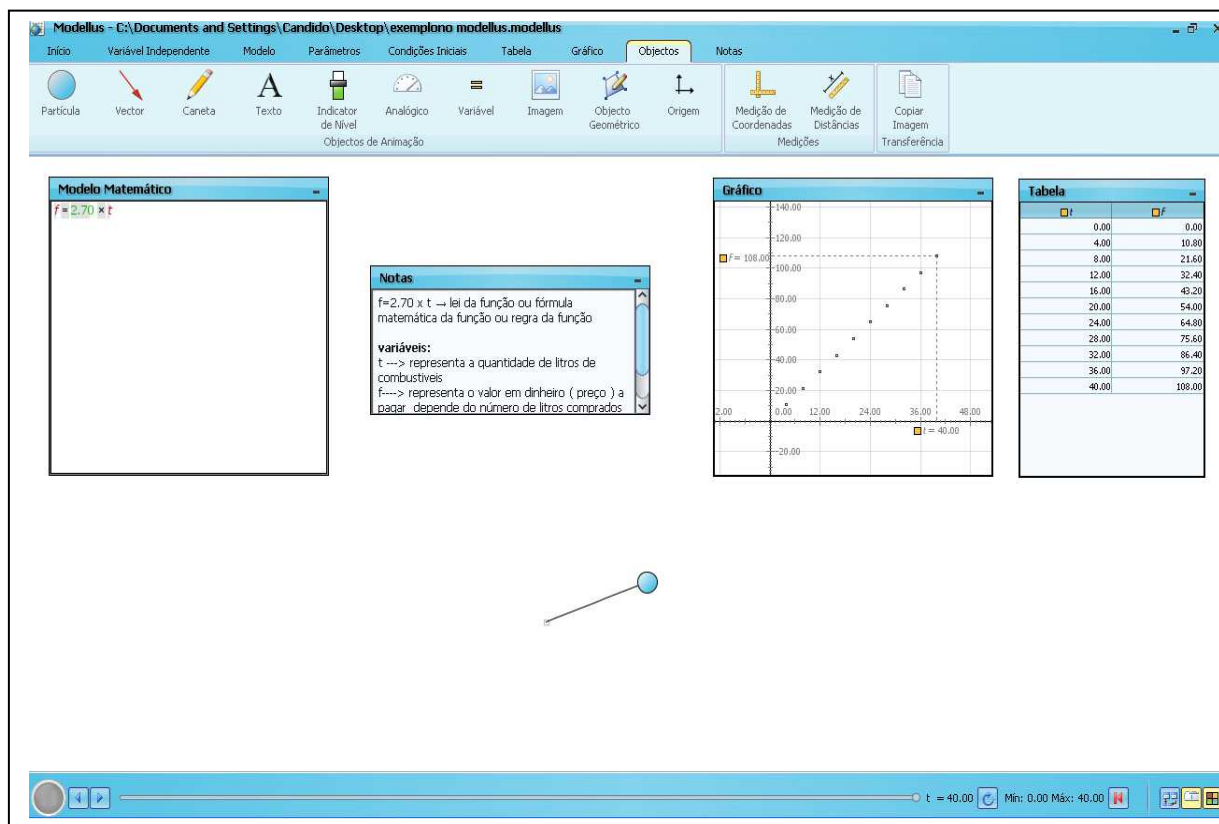 Modellus - C:\Documents and Settings\Candido\Desktop\exemplono modellus.modellus
Início Variável Independente Modelo Parâmetros Condições Iniciais Tabela Gráfico Objectos Notas
Partícula Vector Caneta Texto Indicator de Nível Analógico Variável Imagem Objecto Geométrico Origem Medição de Coordenadas Medição de Distâncias Copiar Imagem
Objectos de Animação Medições Transferência
Modelo Matemático
f = 2.70 × t
Notas
f=2.70 x t → lei da função ou fórmula
matemática da função ou regra da função
variáveis:
t ---> representa a quantidade de litros de
combustiveis
f----> representa o valor em dinheiro ( preço ) a
pagar depende do número de litros comprados
Gráfico
140.00
120.00
f = 108.00
100.00
80.00
60.00
40.00
20.00
2.00 0.00 12.00 24.00 36.00 48.00
t = 40.00
-20.00
Tabela
t f
0.00 0.00
4.00 10.80
8.00 21.60
12.00 32.40
16.00 43.20
20.00 54.00
24.00 64.80
28.00 75.60
32.00 86.40
36.00 97.20
40.00 108.00
t = 40.00 Mín: 0.00 Máx: 40.00